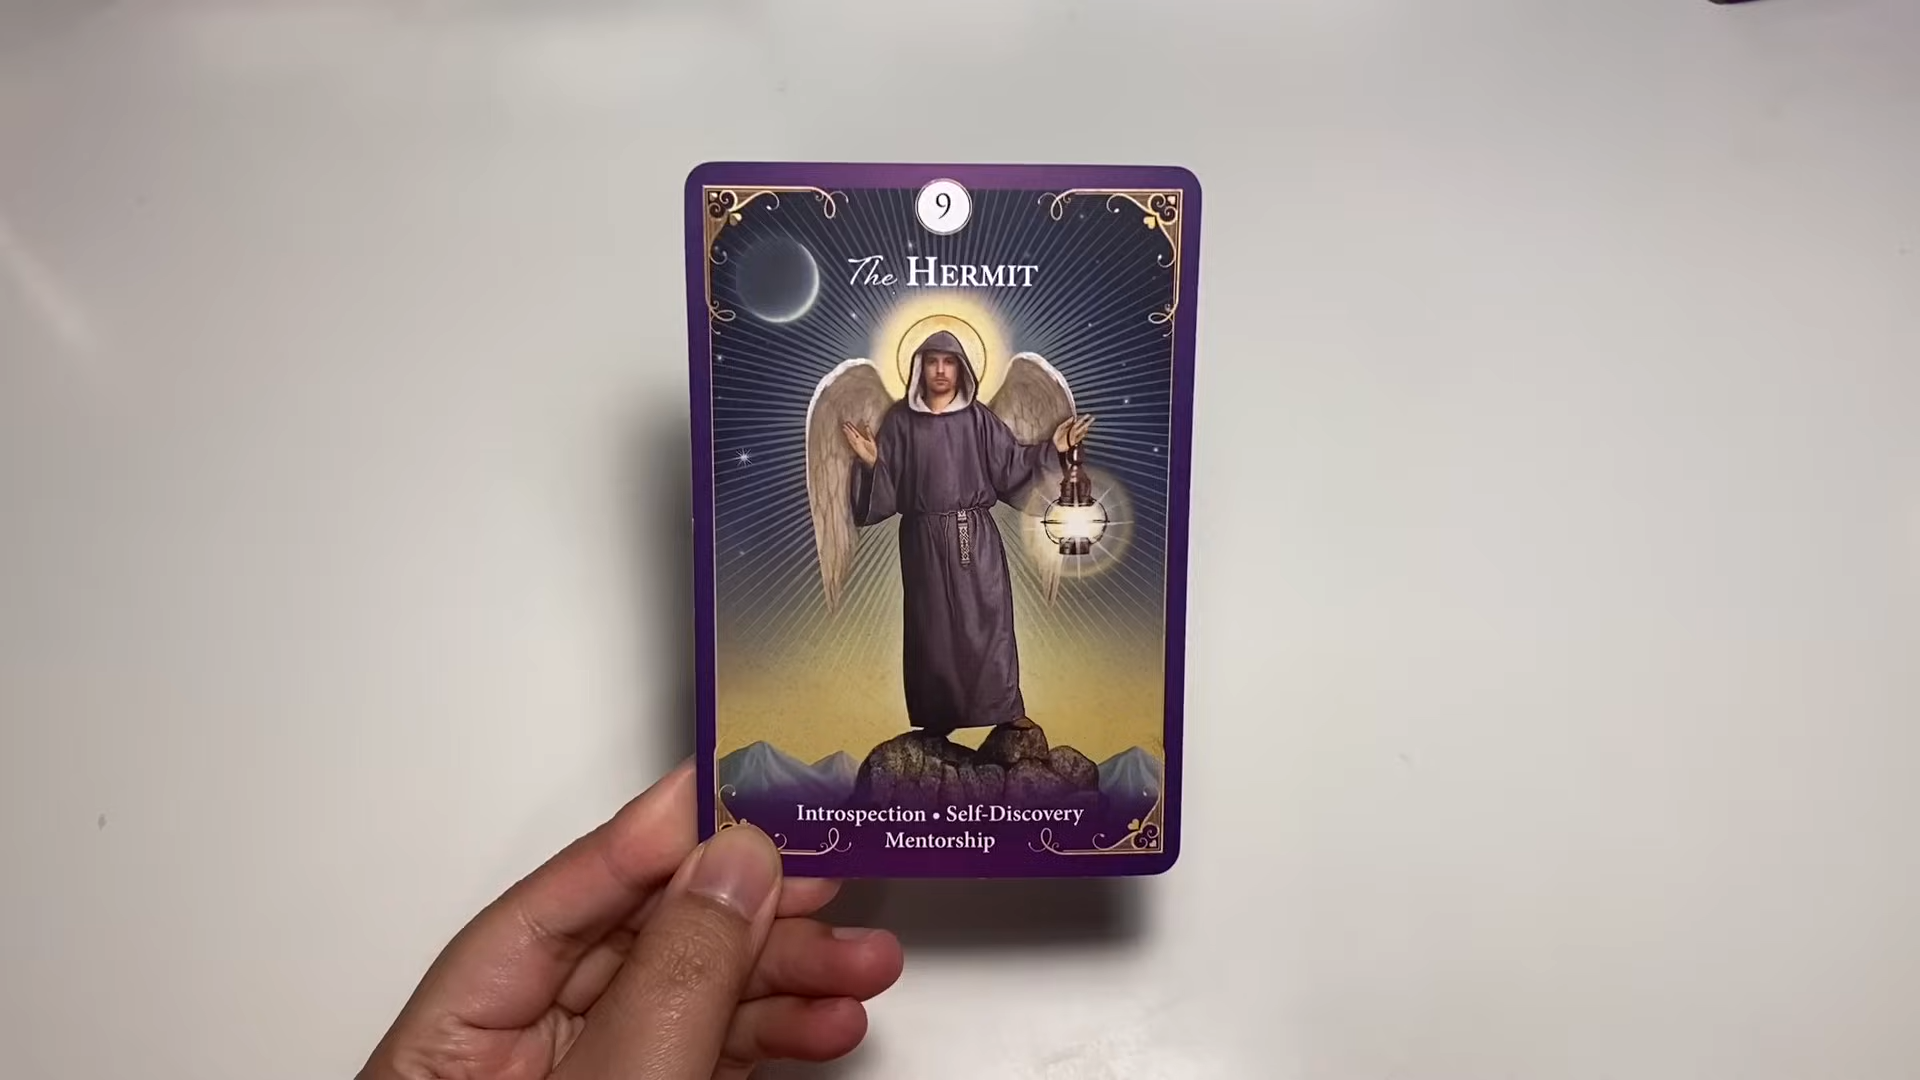 9
The HERMIT
Introspection • Self-Discovery
Mentorship